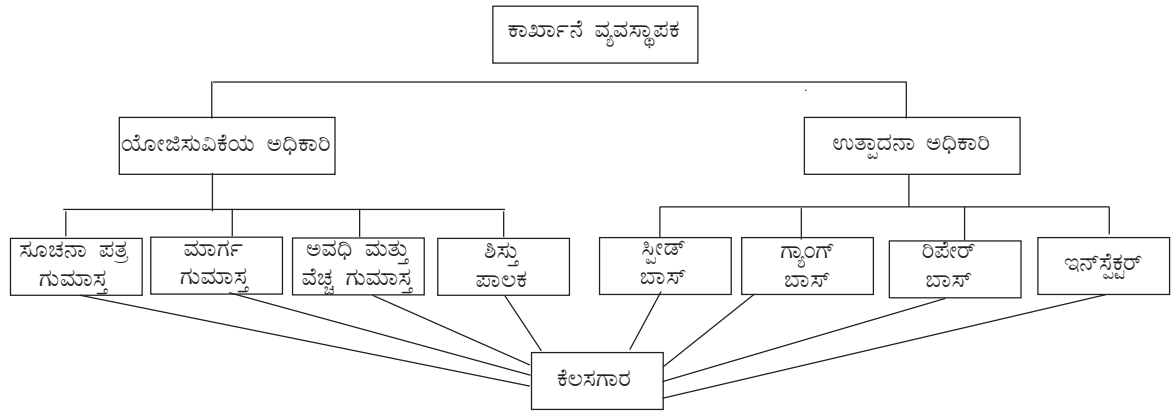 ಕಾರ್ಖಾನೆ ವ್ಯವಸ್ಥಾಪಕ
ಯೋಜಿಸುವಿಕೆಯ ಅಧಿಕಾರಿ
ಉತ್ಪಾದನಾ ಅಧಿಕಾರಿ
ಸೂಚನಾ ಪತ್ರ
ಗುಮಾಸ್ತ
ಮಾರ್ಗ
ಗುಮಾಸ್ತ
ಅವಧಿ ಮತ್ತು
ವೆಚ್ಚ ಗುಮಾಸ್ತ
ಶಿಸ್ತು
ಪಾಲಕ
ಸ್ಪೀಡ್
ಬಾಸ್
ಗ್ಯಾಂಗ್
ಬಾಸ್
ರಿಪೇರ್
ಬಾಸ್
ಇನ್‌ಸ್ಪೆಕ್ಟರ್
ಕೆಲಸಗಾರ